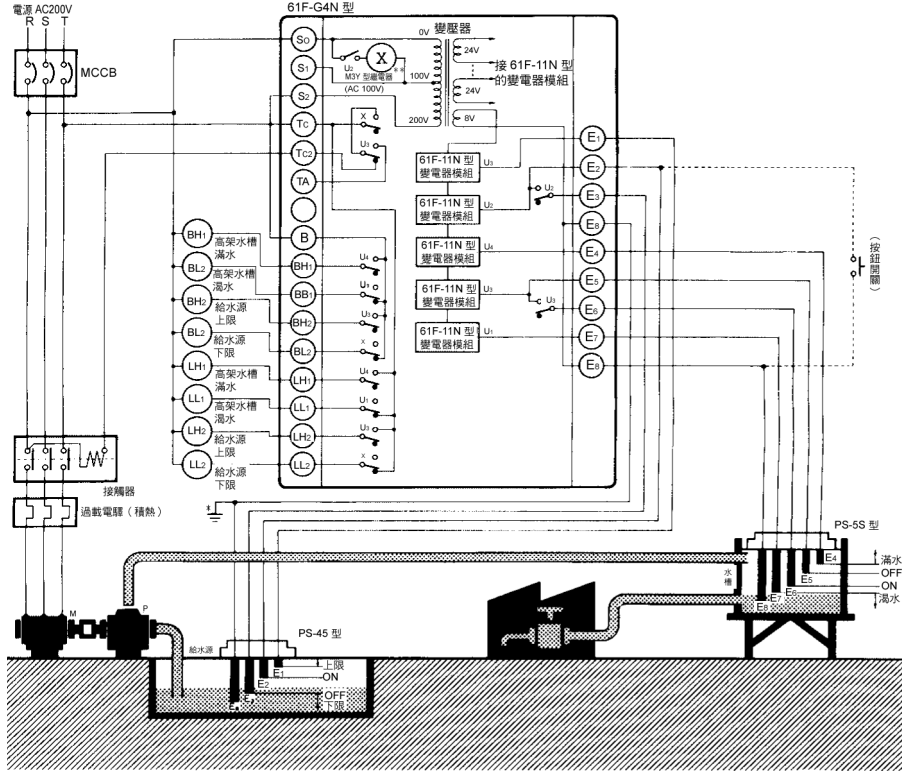 電源 AC200V
R S T
MCCB
61F-G4N 型
S0
S1
S2
Tc
Tc2
TA
B
BH1
BB1
BH2
BL2
LH1
LL1
LH2
LL2
0V
100V
200V
變壓器
24V
24V
8V
接 61F-11N 型
的變電器模組
U2
X
**
M3Y 型繼電器
(AC 100V)
X
U3
U4
U3
U3
X
U4
U1
U3
X
61F-11N 型
變電器模組
U3
61F-11N 型
變電器模組
U2
61F-11N 型
變電器模組
U4
61F-11N 型
變電器模組
U3
61F-11N 型
變電器模組
U1
U2
U3
E1
E2
E3
E8
E4
E5
E6
E7
E8
(按鈕開關)
BH1
高架水槽
滿水
BL2
高架水槽
渴水
BH2
給水源
上限
BL2
給水源
下限
LH1
高架水槽
滿水
LL1
高架水槽
渴水
LH2
給水源
上限
LL2
給水源
下限
接觸器
過載電驛(積熱)
*
M
P
給水源
PS-45 型
E1
E2
上限
ON
OFF
下限
PS-5S 型
水槽
E4
E5
E6
E7
E8
滿水
OFF
ON
渴水